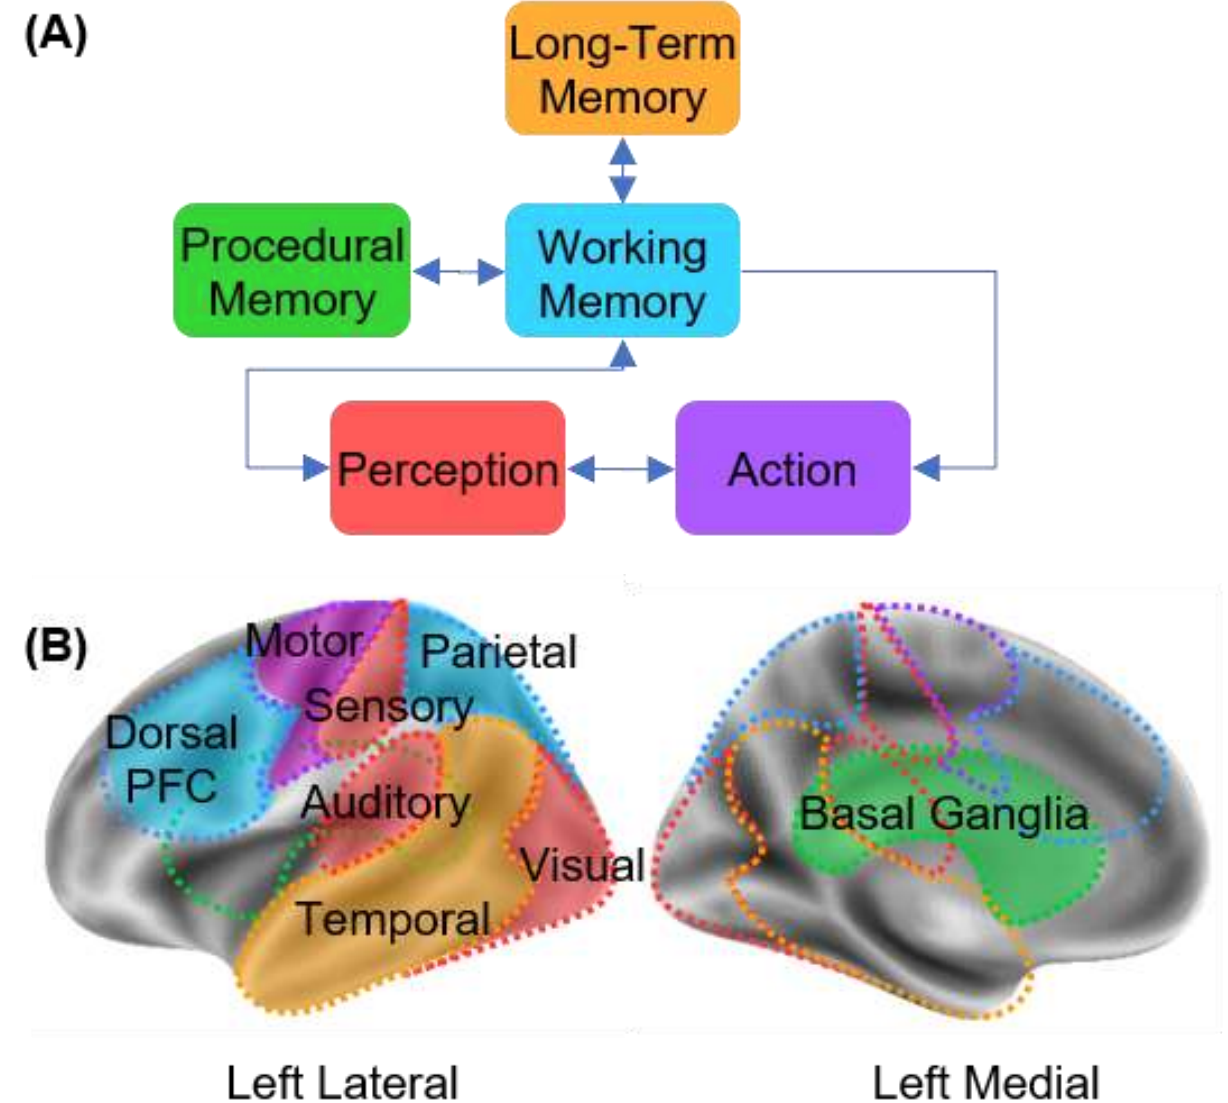 (A)
Long-Term
Memory
Procedural
Memory
Working
Memory
Perception
Action
(B)
Motor
Parietal
Sensory
Dorsal
PFC
Auditory
Visual
Temporal
Basal Ganglia
Left Lateral
Left Medial